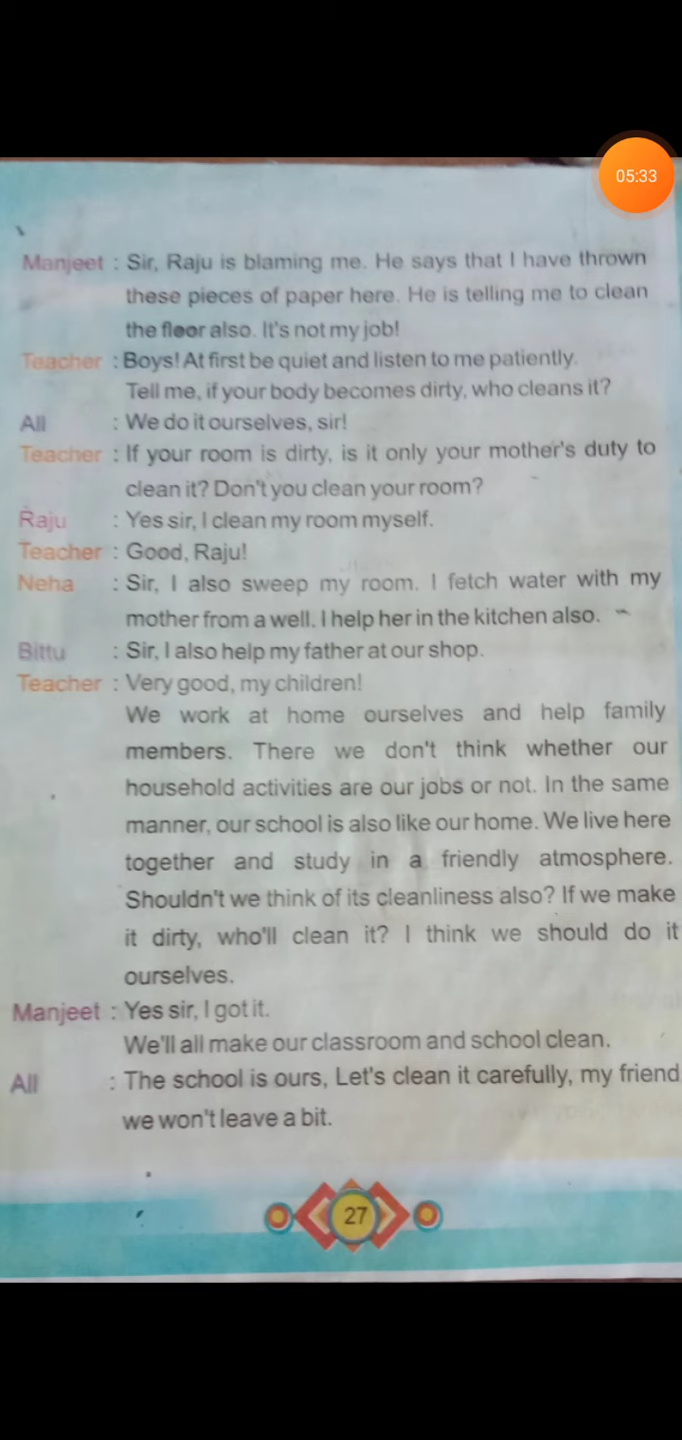 05:33
Manjeet : Sir, Raju is blaming me. He says that I have thrown
these pieces of paper here. He is telling me to clean
the floor also. It's not my job!
Teacher : Boys! At first be quiet and listen to me patiently.
Tell me, if your body becomes dirty, who cleans it?
All : We do it ourselves, sir!
Teacher : If your room is dirty, is it only your mother's duty to
clean it? Don't you clean your room?
Raju : Yes sir, I clean my room myself.
Teacher : Good, Raju!
Neha : Sir, I also sweep my room. I fetch water with my
mother from a well. I help her in the kitchen also.
Bittu : Sir, I also help my father at our shop.
Teacher : Very good, my children!
We work at home ourselves and help family
members. There we don't think whether our
household activities are our jobs or not. In the same
manner, our school is also like our home. We live here
together and study in a friendly atmosphere.
Shouldn't we think of its cleanliness also? If we make
it dirty, who'll clean it? I think we should do it
ourselves.
Manjeet : Yes sir, I got it.
We'll all make our classroom and school clean.
All : The school is ours, Let's clean it carefully, my friend
we won't leave a bit.
27